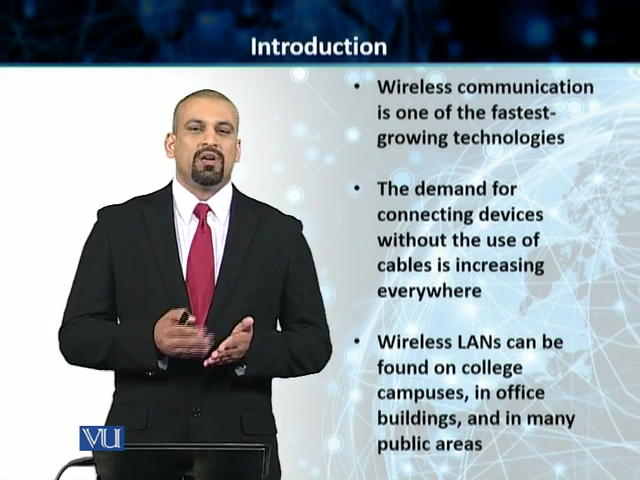 Introduction
• Wireless communication
is one of the fastest-
growing technologies
• The demand for
connecting devices
without the use of
cables is increasing
everywhere
• Wireless LANs can be
found on college
campuses, in office
buildings, and in many
public areas
VU